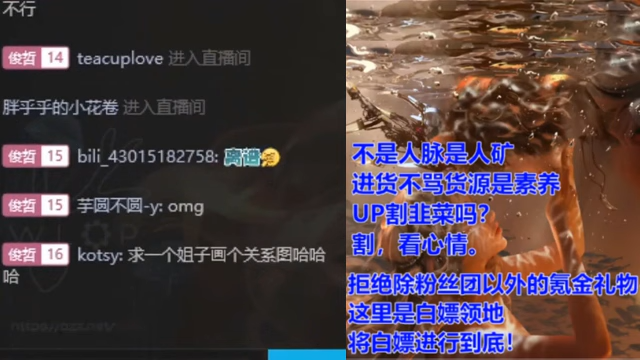 不行
俊哲 14 teacuplove 进入直播间
胖乎乎的小花卷 进入直播间
俊哲 15 bili_43015182758: 离谱
俊哲 15 芋圆不圆-y: omg
俊哲 16 kotsy: 求一个姐子画个关系图哈哈
哈
不是人脉是人矿
进货不骂货源是素养
UP割韭菜吗？
割，看心情。
拒绝除粉丝团以外的氪金礼物
这里是白嫖领地
将白嫖进行到底！